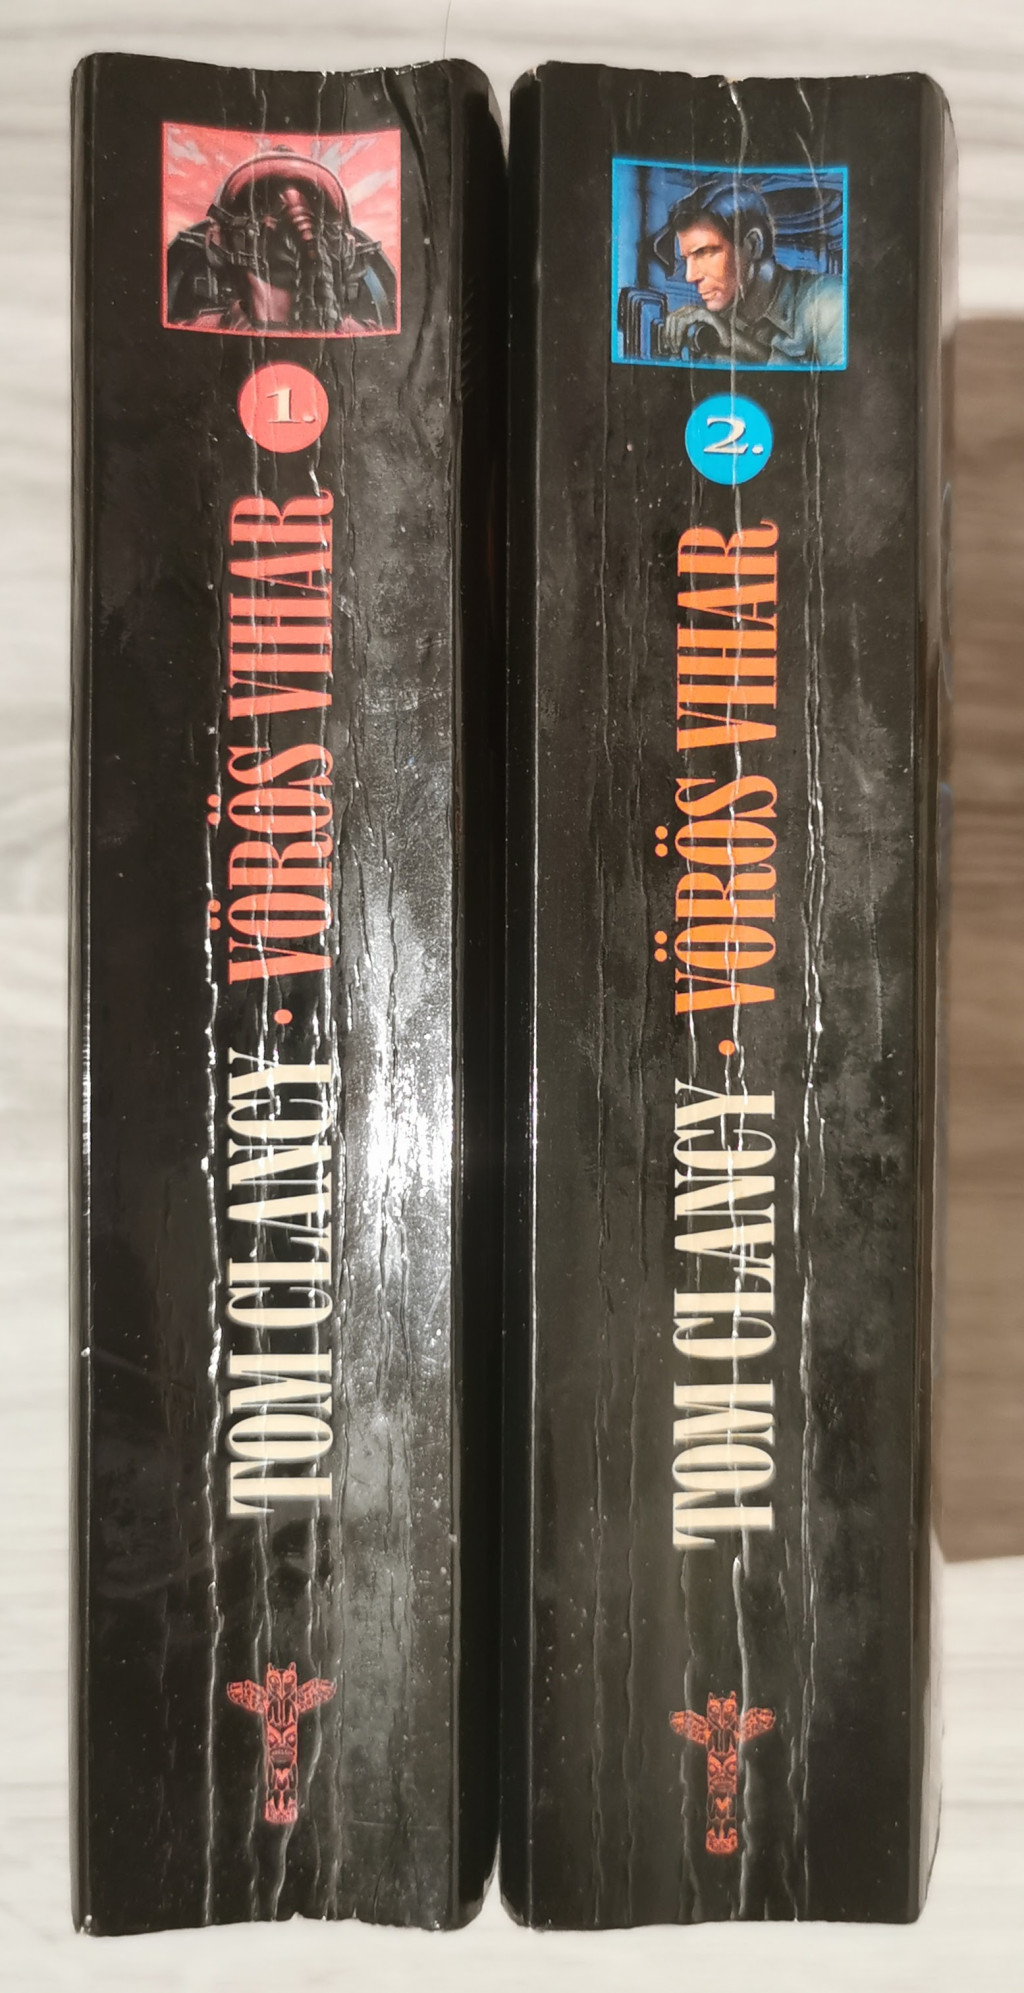 TOM CLANCY • VÖRÖS VIHAR 1.
TOM CLANCY • VÖRÖS VIHAR 2.